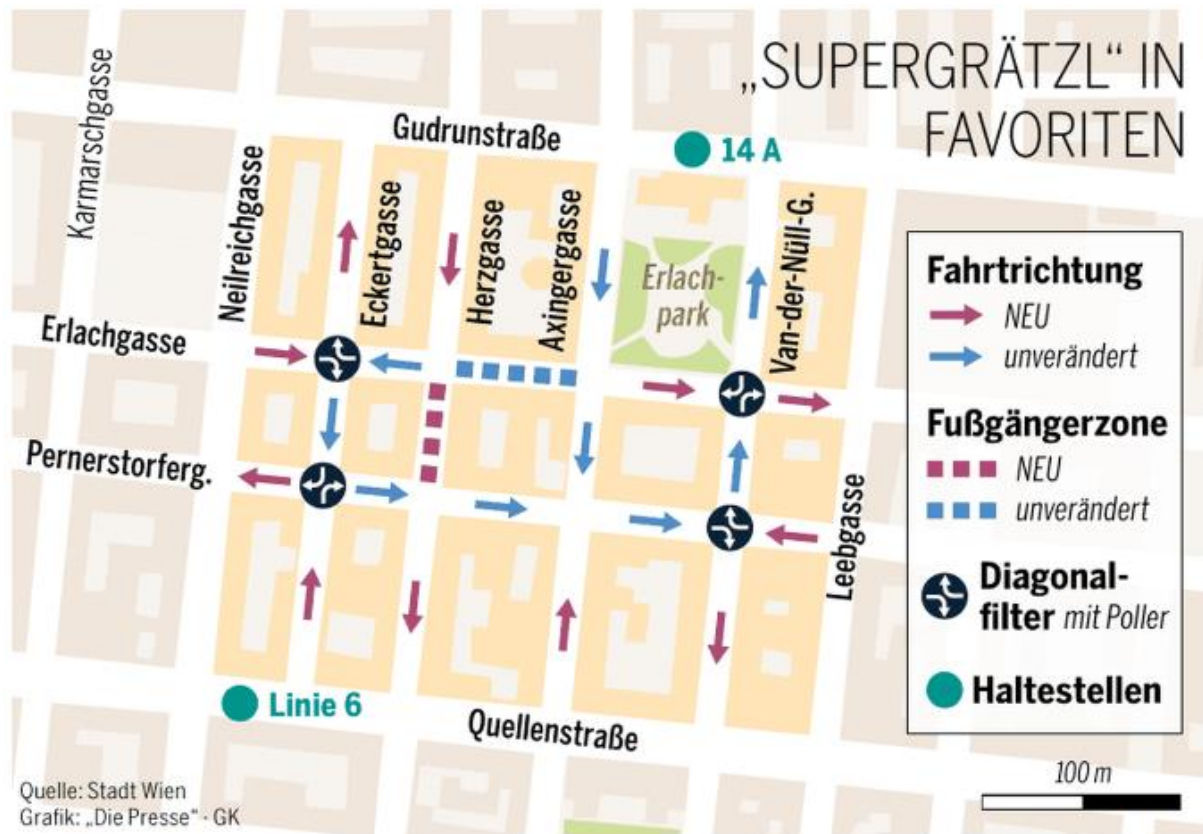 „SUPERGRÄTZL“ IN
FAVORITEN
Karmarschgasse
Gudrunstraße
14 A
Neilreichgasse
Eckertgasse
Herzgasse
Axingergasse
Erlach-
park
Van-der-Nüll-G.
Erlachgasse
Pernerstorferg.
Leebgasse
Linie 6
Quellenstraße
Fahrtrichtung
NEU
unverändert
Fußgängerzone
NEU
unverändert
Diagonal-
filter mit Poller
Haltestellen
100 m
Quelle: Stadt Wien
Grafik: „Die Presse“ · GK